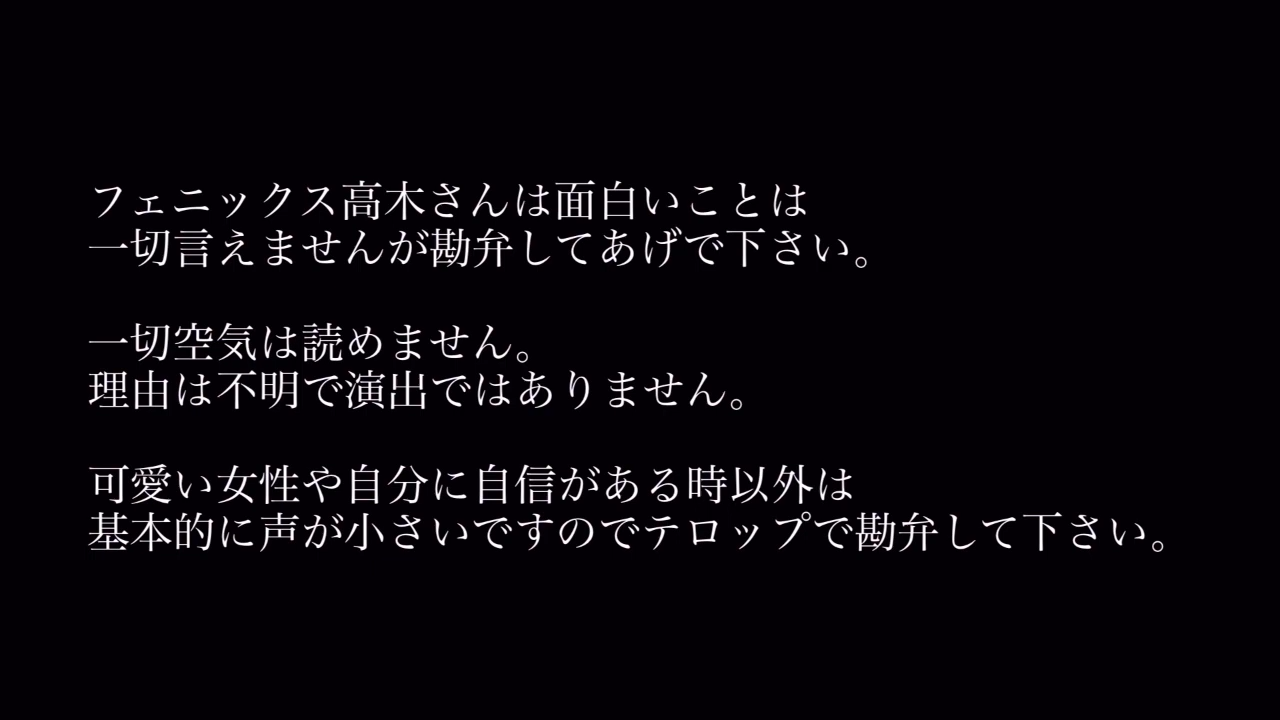 フェニックス高木さんは面白いことは
一切言えませんが勘弁してあげで下さい。
一切空気は読めません。
理由は不明で演出ではありません。
可愛い女性や自分に自信がある時以外は
基本的に声が小さいですのでテロップで勘弁して下さい。